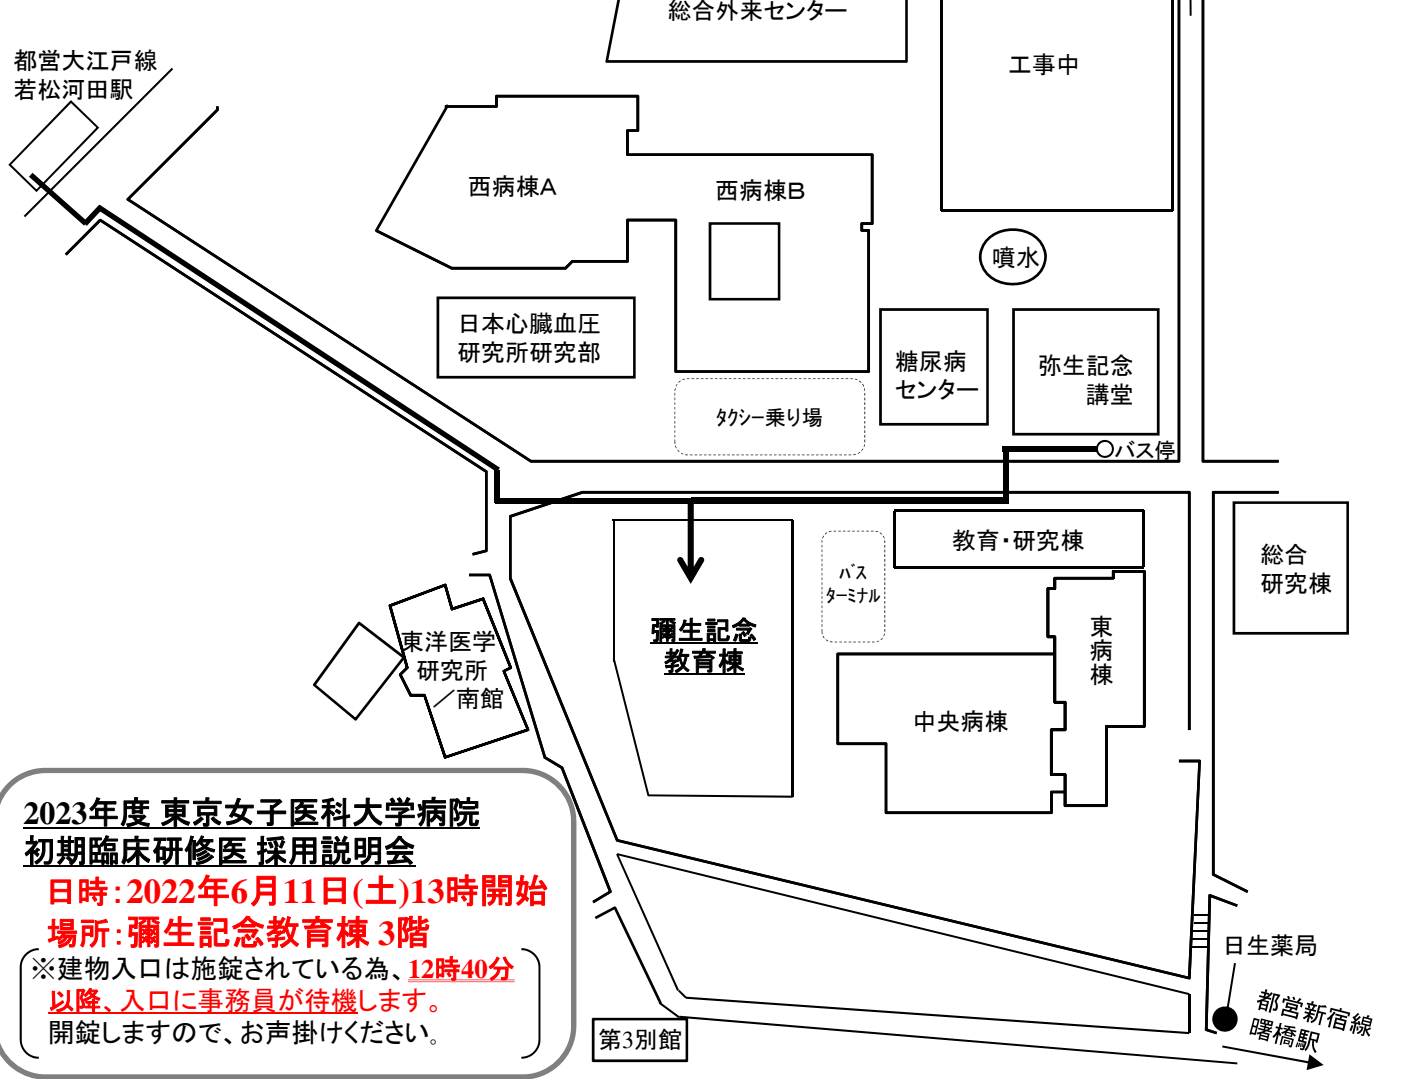 総合外来センター
都営大江戸線
若松河田駅
工事中
西病棟A
西病棟B
噴水
日本心臓血圧
研究所研究部
糖尿病
センター
弥生記念
講堂
ﾀｸｼｰ乗り場
バス停
教育・研究棟
総合
研究棟
ﾊﾞｽ
ﾀｰﾐﾅﾙ
彌生記念
教育棟
東
病
棟
東洋医学
研究所
／南館
中央病棟
2023年度 東京女子医科大学病院
初期臨床研修医 採用説明会
日時：2022年6月11日(土)13時開始
場所：彌生記念教育棟 3階
※建物入口は施錠されている為、12時40分
以降、入口に事務員が待機します。
開錠しますので、お声掛けください。
日生薬局
第3別館
都営新宿線
曙橋駅